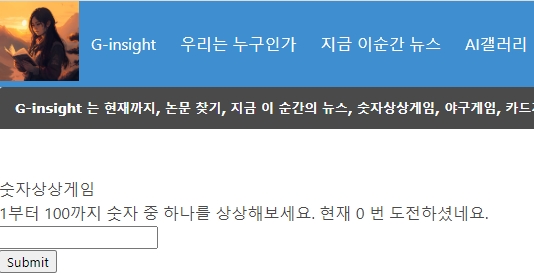 G-insight 우리는 누구인가 지금 이순간 뉴스 AI갤러리
G-insight 는 현재까지, 논문 찾기, 지금 이 순간의 뉴스, 숫자상상게임, 야구게임, 카드
숫자상상게임
1부터 100까지 숫자 중 하나를 상상해보세요. 현재 0 번 도전하셨네요.
Submit